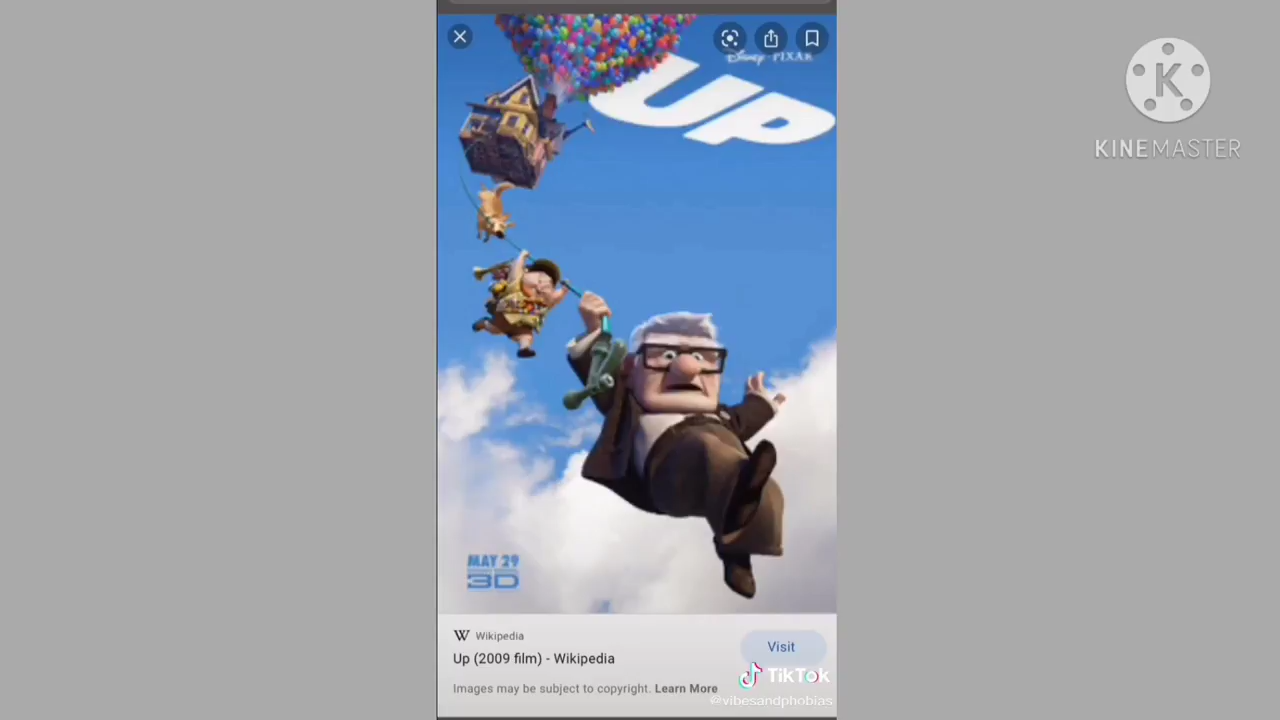 Disney · PIXAR
UP
K
KINEMASTER
MAY 29
3D
W Wikipedia
Up (2009 film) - Wikipedia
Visit
TikTok
Images may be subject to copyright. Learn More
@vibesandphobias